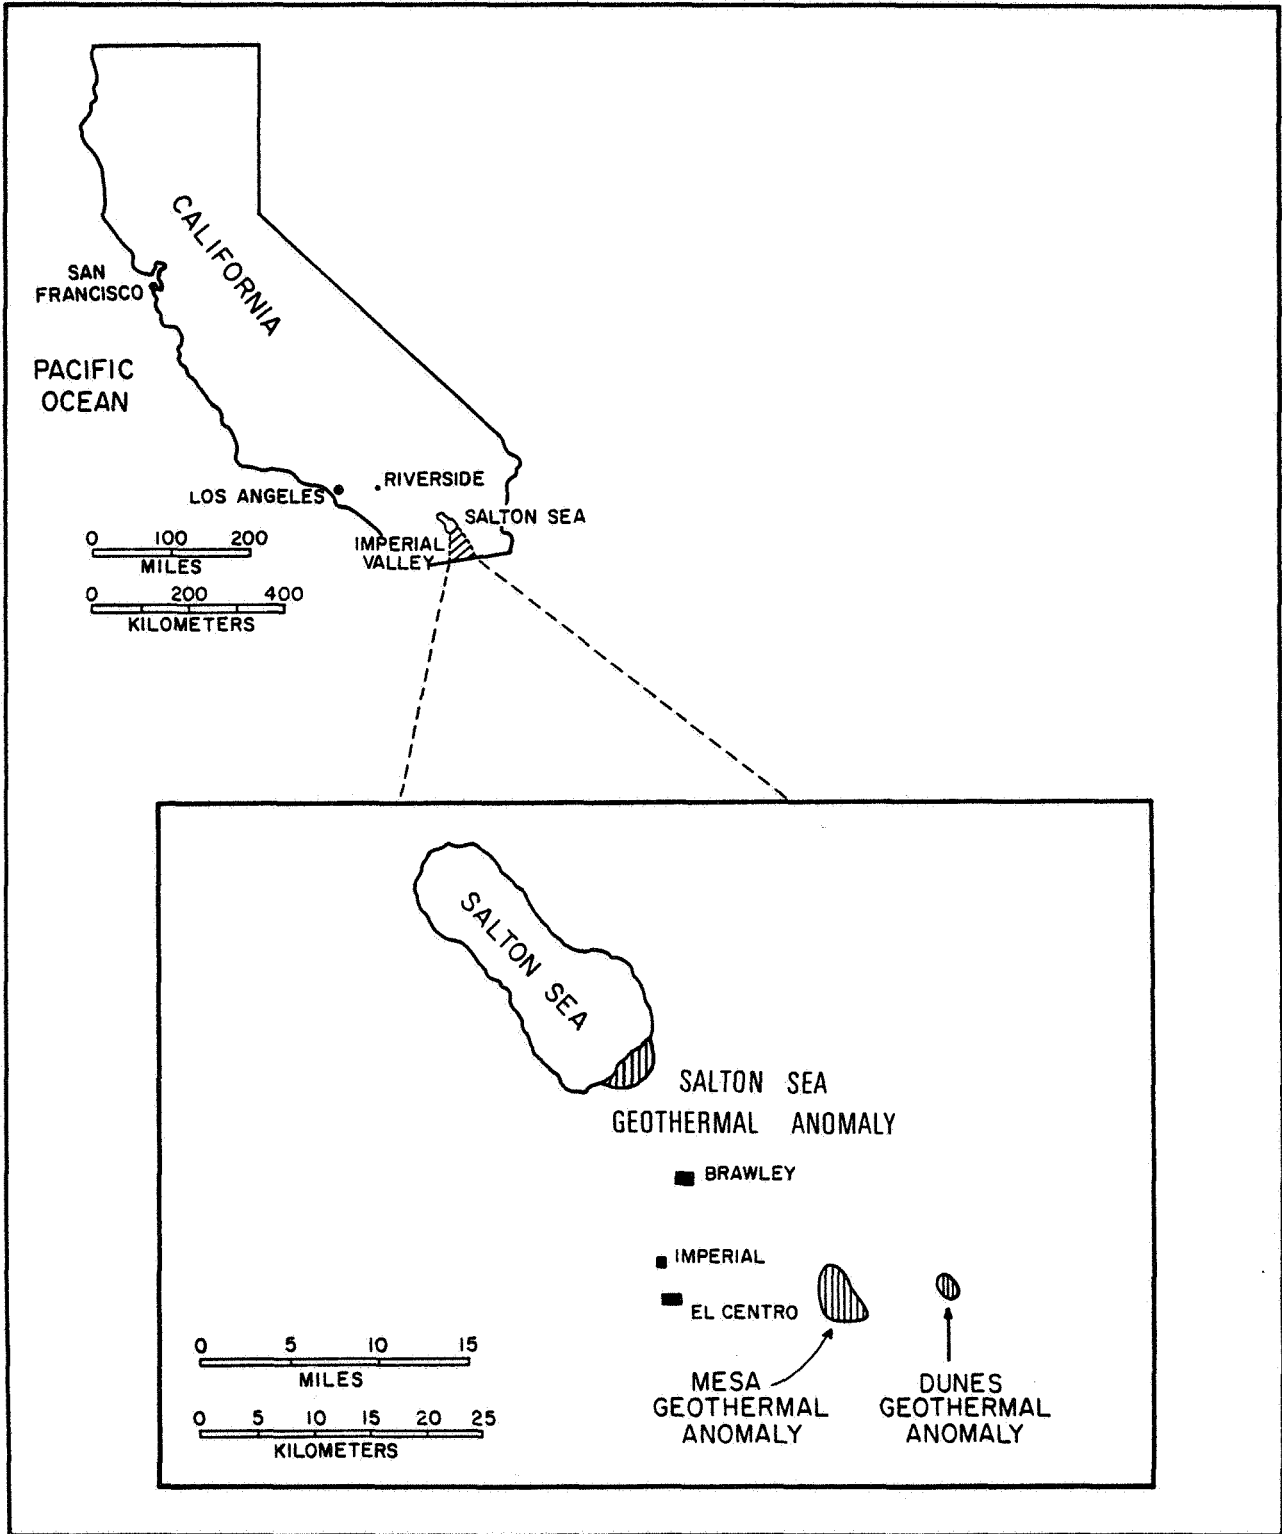 CALIFORNIA
SAN
FRANCISCO
PACIFIC
OCEAN
RIVERSIDE
LOS ANGELES
SALTON SEA
IMPERIAL
VALLEY
0 100 200
MILES
0 200 400
KILOMETERS
SALTON SEA
SALTON SEA
GEOTHERMAL ANOMALY
BRAWLEY
IMPERIAL
EL CENTRO
0 5 10 15
MILES
0 5 10 15 20 25
KILOMETERS
MESA
GEOTHERMAL
ANOMALY
DUNES
GEOTHERMAL
ANOMALY